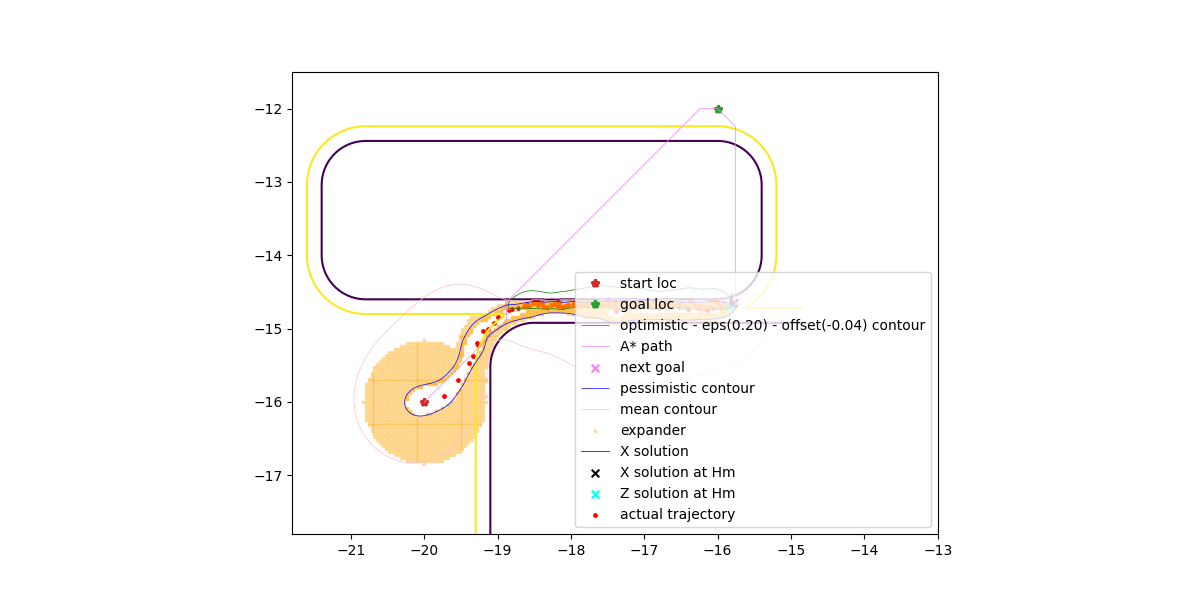 −12
−13
−14
−15
−16
−17
start loc
goal loc
optimistic - eps(0.20) - offset(-0.04) contour
A* path
next goal
pessimistic contour
mean contour
expander
X solution
X solution at Hm
Z solution at Hm
actual trajectory
−21 −20 −19 −18 −17 −16 −15 −14 −13